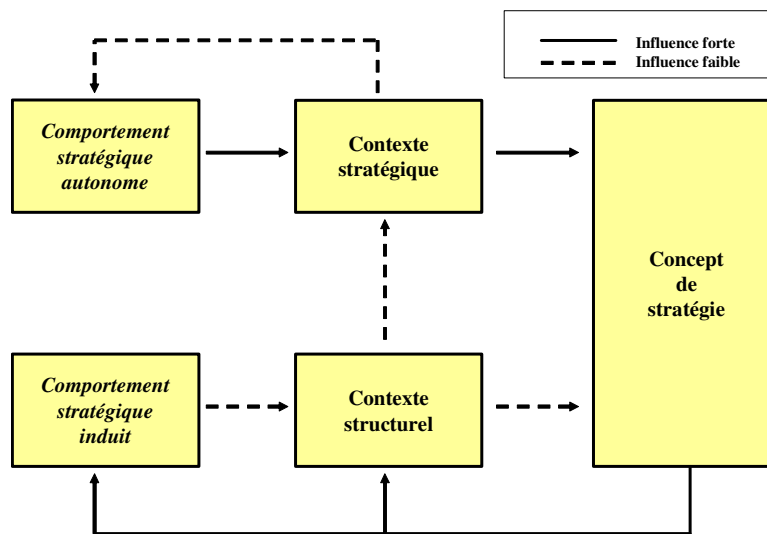 Influence forte
Influence faible
Comportement
stratégique
autonome
Contexte
stratégique
Concept
de
stratégie
Comportement
stratégique
induit
Contexte
structurel